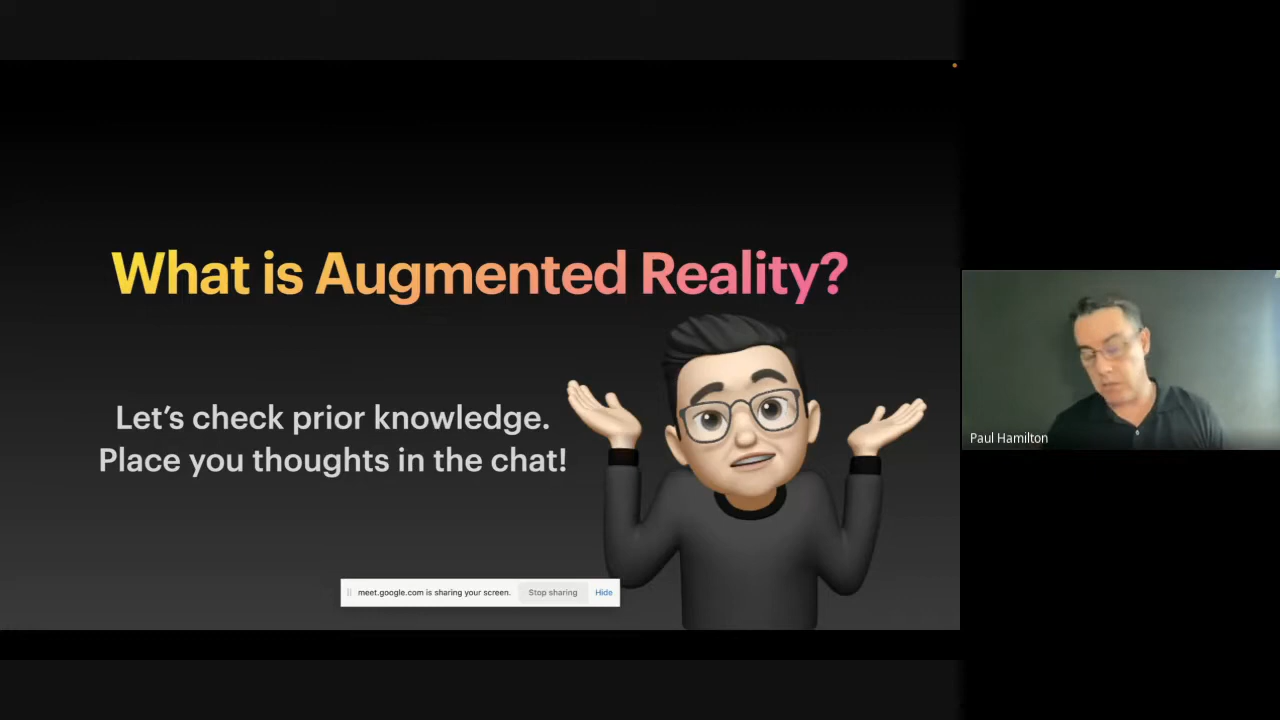 What is Augmented Reality?
Let's check prior knowledge.
Place you thoughts in the chat!
meet.google.com is sharing your screen. Stop sharing Hide
Paul Hamilton